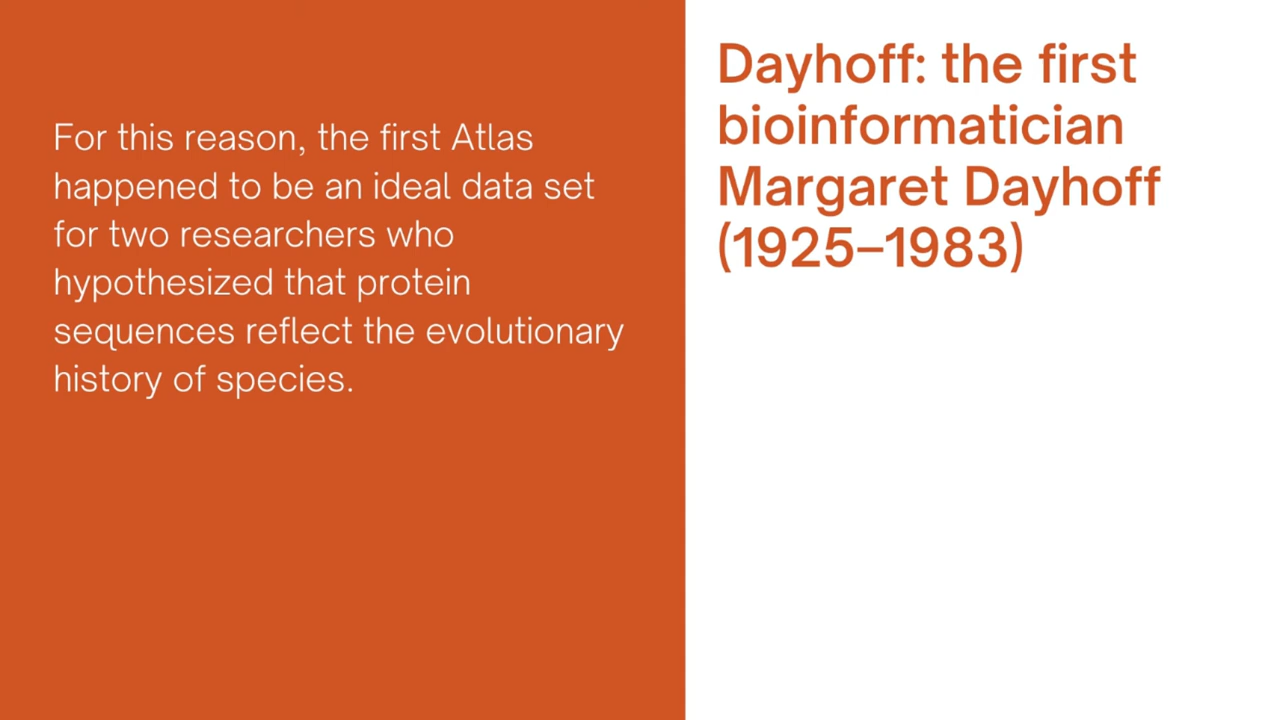 For this reason, the first Atlas
happened to be an ideal data set
for two researchers who
hypothesized that protein
sequences reflect the evolutionary
history of species.
Dayhoff: the first
bioinformatician
Margaret Dayhoff
(1925–1983)